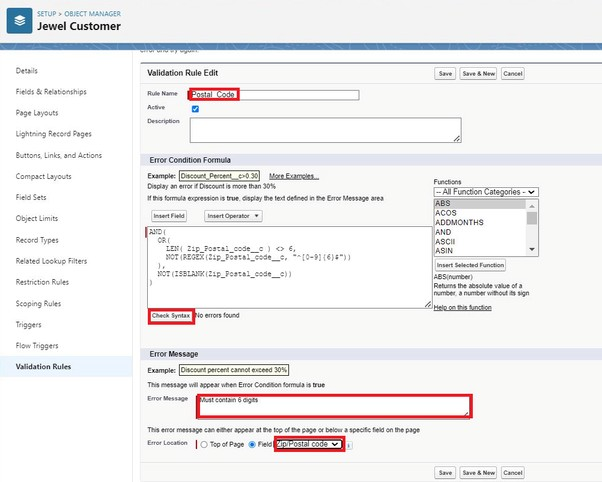 SETUP > OBJECT MANAGER
Jewel Customer
Error and try again.
Details
Fields & Relationships
Page Layouts
Lightning Record Pages
Buttons, Links, and Actions
Compact Layouts
Field Sets
Object Limits
Record Types
Related Lookup Filters
Restriction Rules
Scoping Rules
Triggers
Flow Triggers
Validation Rules
Validation Rule Edit
Save Save & New Cancel
Rule Name Postal_Code
Active
Description
Error Condition Formula
Example: Discount_Percent__c>0.30 More Examples...
Display an error if Discount is more than 30%
If this formula expression is true, display the text defined in the Error Message area
Insert Field Insert Operator
AND(
OR(
LEN( Zip_Postal_code__c ) <> 6,
NOT(REGEX(Zip_Postal_code__c, "^[0-9]{6}$"))
),
NOT(ISBLANK(Zip_Postal_code__c))
)
Functions
-- All Function Categories -
ABS
ACOS
ADDMONTHS
AND
ASCII
ASIN
Insert Selected Function
ABS(number)
Returns the absolute value of a
number, a number without its sign
Help on this function
Check Syntax No errors found
Error Message
Example: Discount percent cannot exceed 30%
This message will appear when Error Condition formula is true
Error Message Must contain 6 digits
This error message can either appear at the top of the page or below a specific field on the page
Error Location Top of Page Field Zip/Postal code i
Save Save & New Cancel